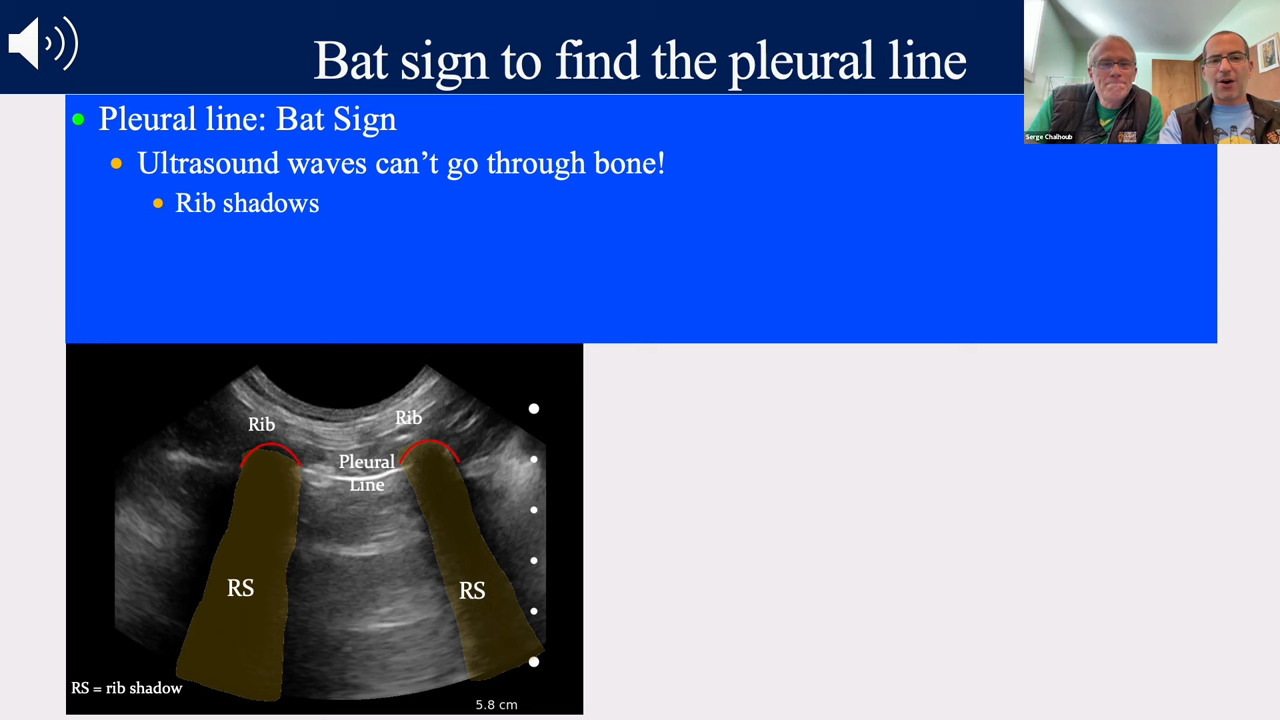 Bat sign to find the pleural line
Serge Chalhoub
Pleural line: Bat Sign
Ultrasound waves can’t go through bone!
Rib shadows
Rib
Rib
Pleural
Line
RS
RS
RS = rib shadow
5.8 cm